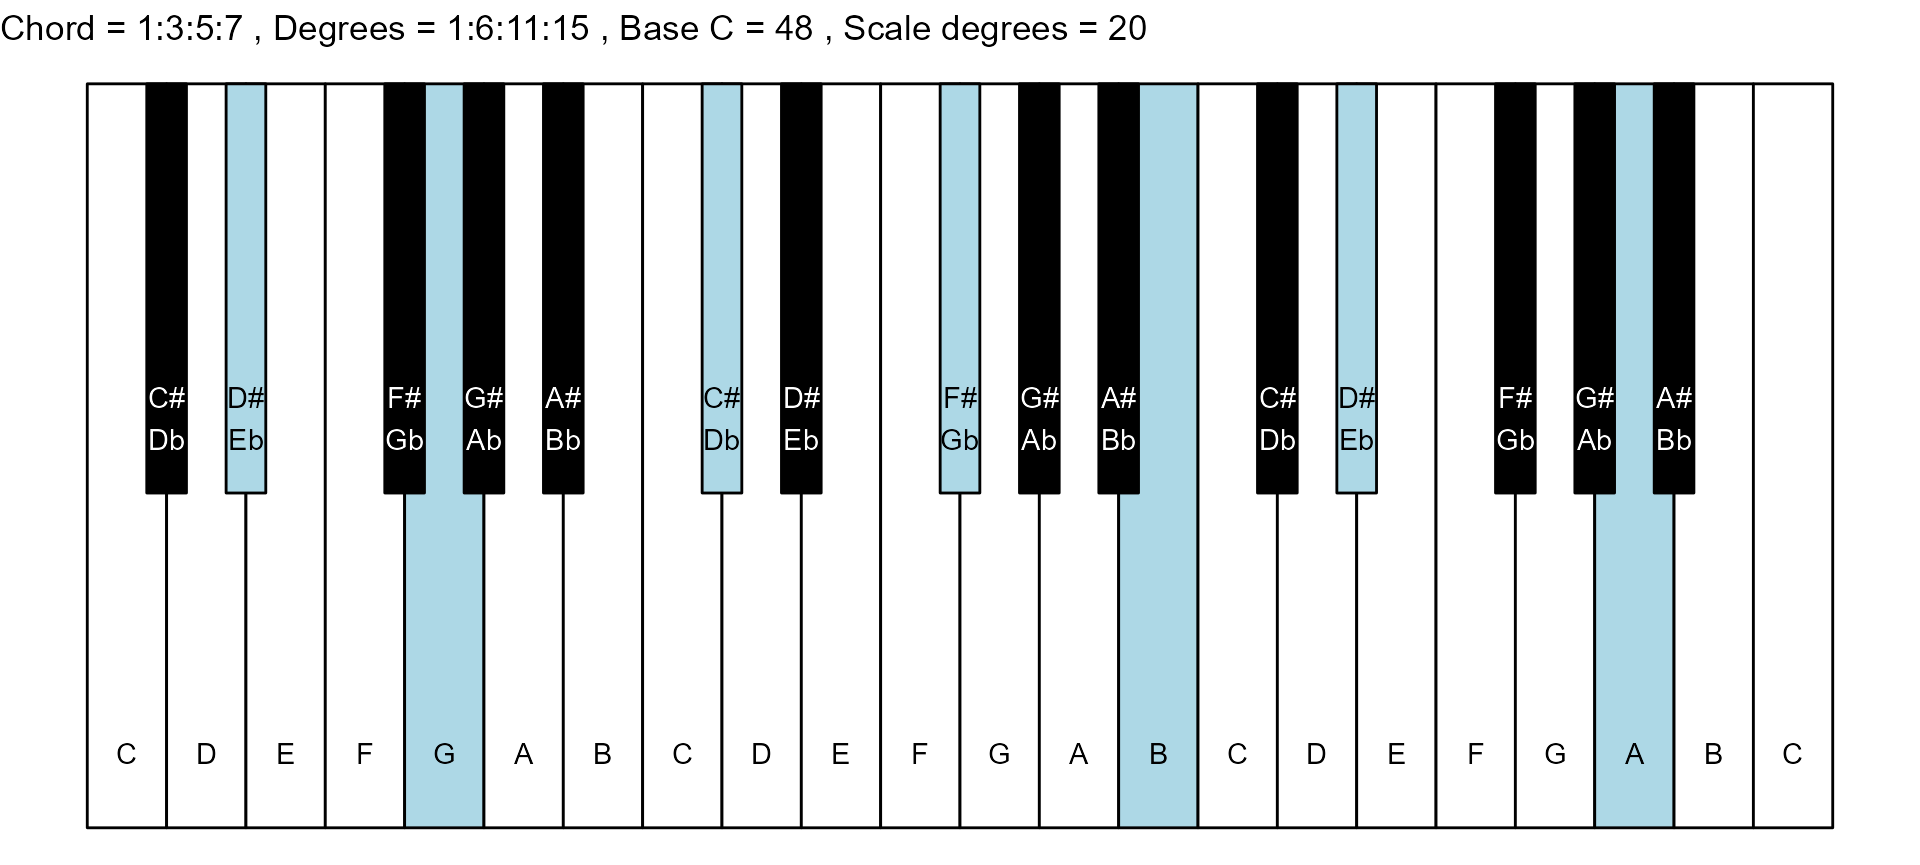 Chord = 1:3:5:7 , Degrees = 1:6:11:15 , Base C = 48 , Scale degrees = 20
C# D# F# G# A# C# D# F# G# A# C# D# F# G# A#
Db Eb Gb Ab Bb Db Eb Gb Ab Bb Db Eb Gb Ab Bb
C D E F G A B C D E F G A B C D E F G A B C